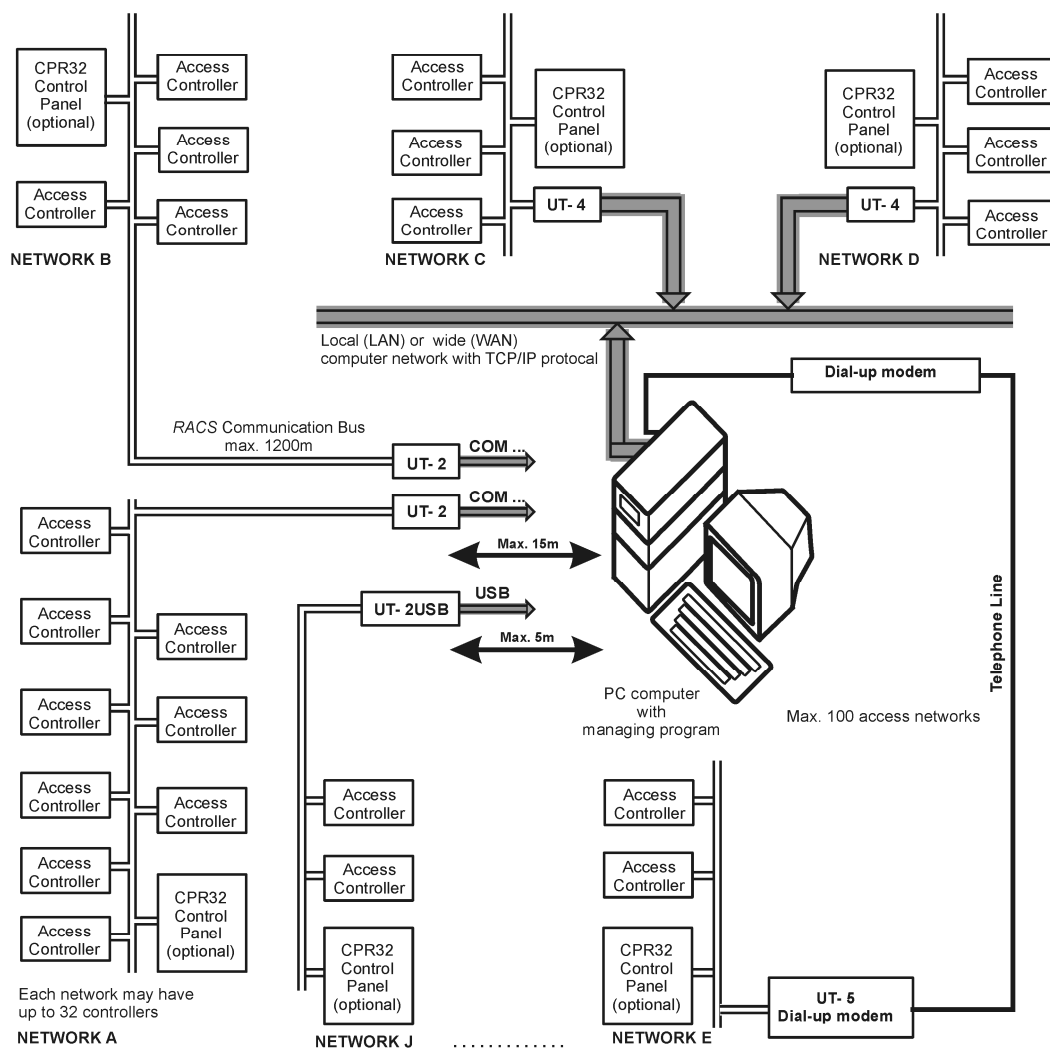 CPR32
Control
Panel
(optional)
Access
Controller
Access
Controller
Access
Controller
Access
Controller
NETWORK B
Access
Controller
Access
Controller
Access
Controller
CPR32
Control
Panel
(optional)
UT- 4
NETWORK C
CPR32
Control
Panel
(optional)
Access
Controller
Access
Controller
Access
Controller
UT- 4
NETWORK D
Local (LAN) or wide (WAN)
computer network with TCP/IP protocal
Dial-up modem
RACS Communication Bus
max. 1200m
UT- 2
COM ...
UT- 2
COM ...
Max. 15m
UT- 2USB
USB
Max. 5m
PC computer
with
managing program
Max. 100 access networks
Telephone Line
Access
Controller
Access
Controller
Access
Controller
Access
Controller
Access
Controller
Access
Controller
Access
Controller
Access
Controller
Access
Controller
CPR32
Control
Panel
(optional)
Each network may have
up to 32 controllers
NETWORK A
Access
Controller
Access
Controller
CPR32
Control
Panel
(optional)
NETWORK J
. . . . . . . . . . . . .
Access
Controller
Access
Controller
CPR32
Control
Panel
(optional)
NETWORK E
UT- 5
Dial-up modem